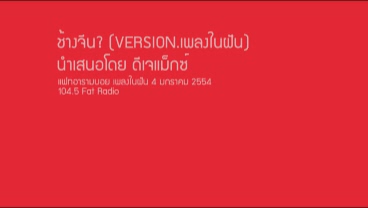 ช้างจีน? (VERSION.เพลงในฝัน)
นำเสนอโดย ดีเจแม็กซ์
แฟทอารามบอย เพลงในฝัน 4 มกราคม 2554
104.5 Fat Radio